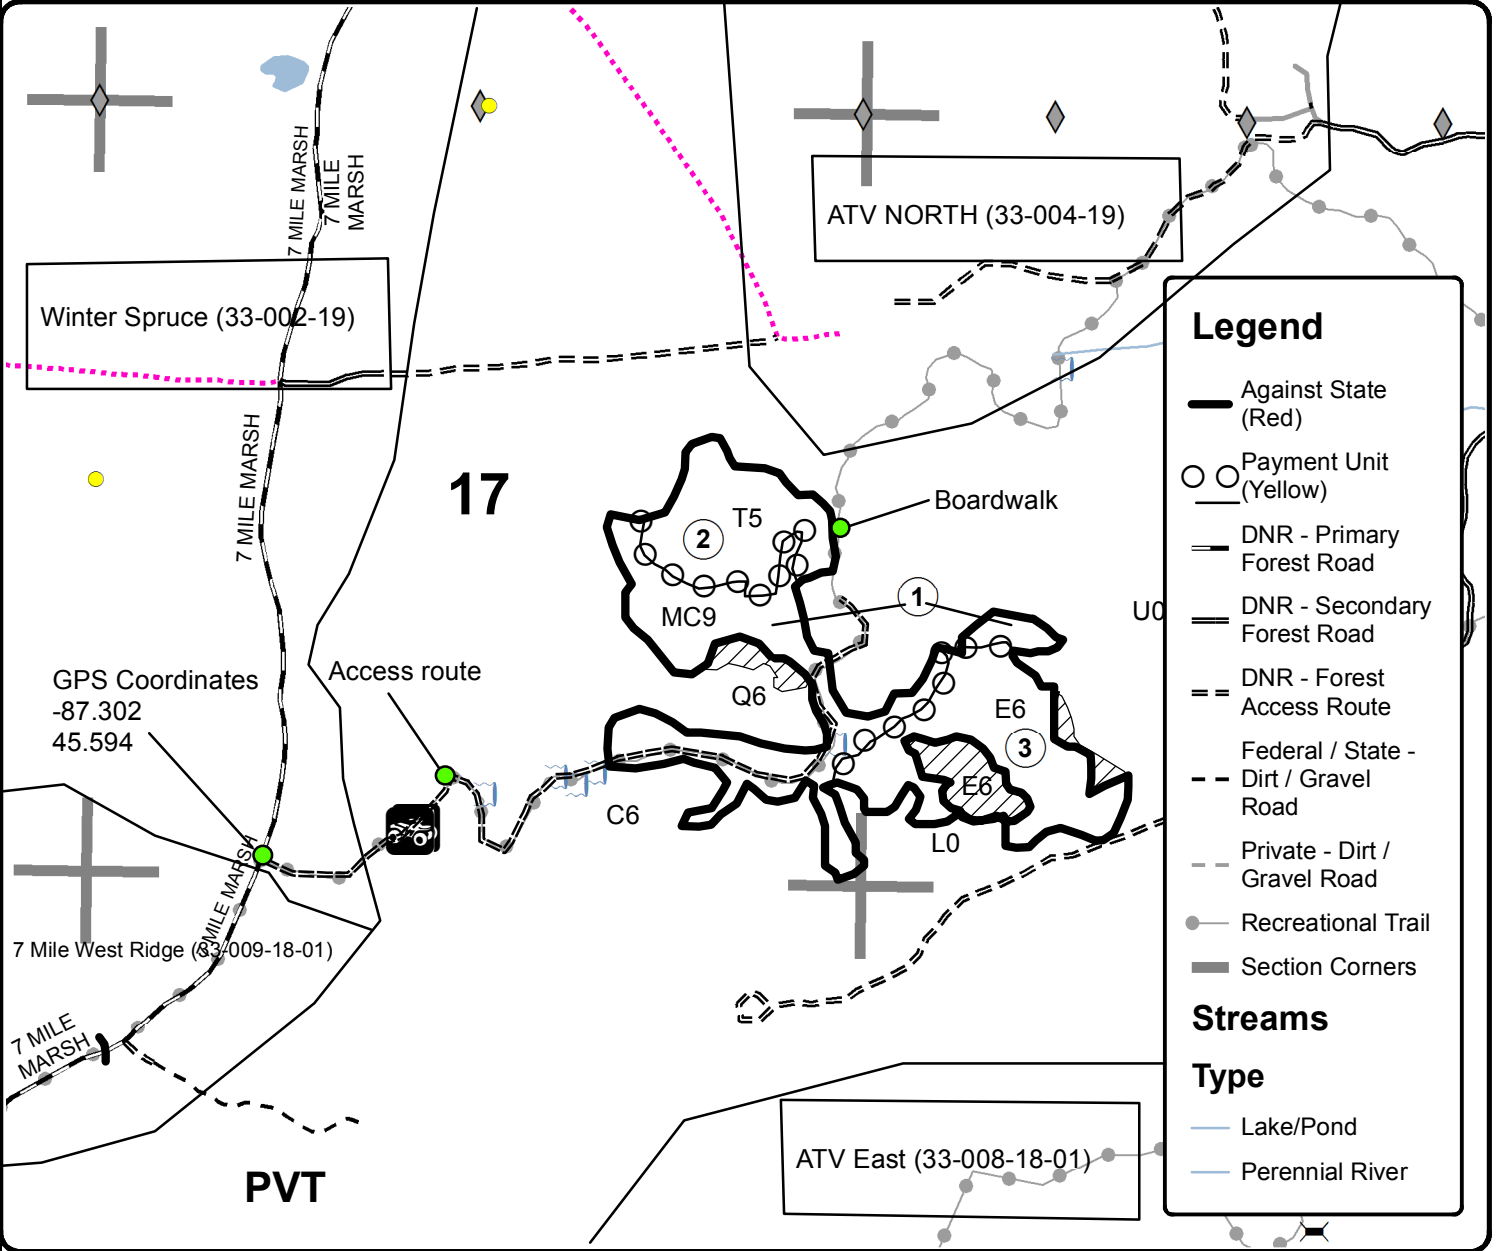 7 MILE MARSH
7 MILE
MARSH
ATV NORTH (33-004-19)
Winter Spruce (33-002-19)
7 MILE MARSH
17
Boardwalk
T5
2
1
MC9
U0
Access route
GPS Coordinates
-87.302
45.594
Q6
E6
3
E6
C6
L0
7 MILE MARSH
7 Mile West Ridge (33-009-18-01)
7 MILE
MARSH
ATV East (33-008-18-01)
PVT
Legend
Against State
(Red)
Payment Unit
(Yellow)
DNR - Primary
Forest Road
DNR - Secondary
Forest Road
DNR - Forest
Access Route
Federal / State -
Dirt / Gravel
Road
Private - Dirt /
Gravel Road
Recreational Trail
Section Corners
Streams
Type
Lake/Pond
Perennial River